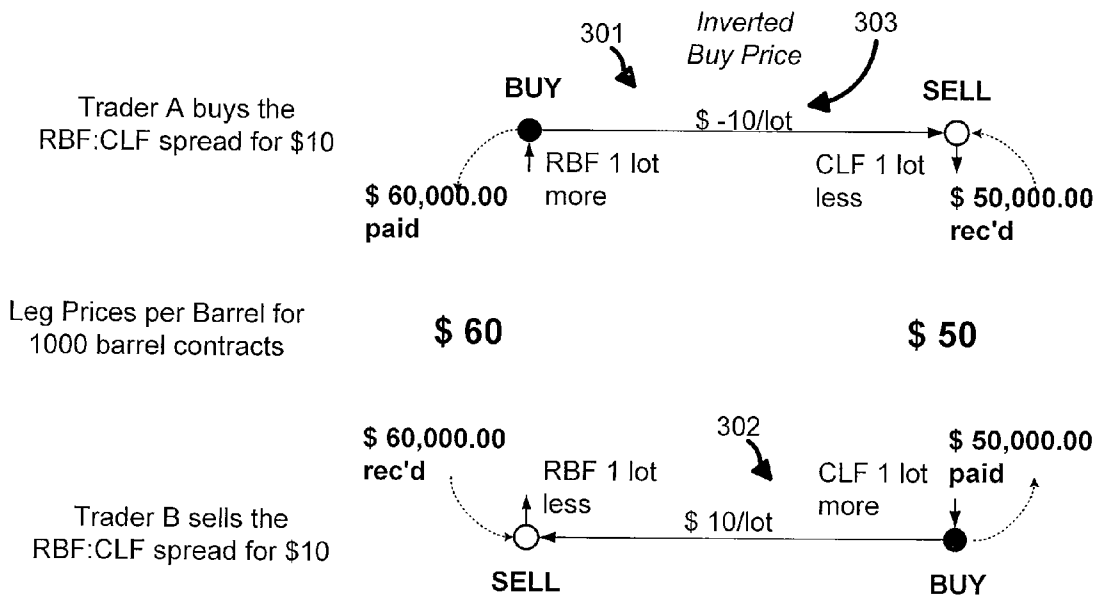 301
Inverted
Buy Price
303
BUY
SELL
Trader A buys the
RBF:CLF spread for $10
$ -10/lot
RBF 1 lot
more
CLF 1 lot
less
$ 60,000.00
paid
$ 50,000.00
rec'd
Leg Prices per Barrel for
1000 barrel contracts
$ 60
$ 50
302
$ 60,000.00
rec'd
RBF 1 lot
less
CLF 1 lot
more
$ 50,000.00
paid
Trader B sells the
RBF:CLF spread for $10
$ 10/lot
SELL
BUY